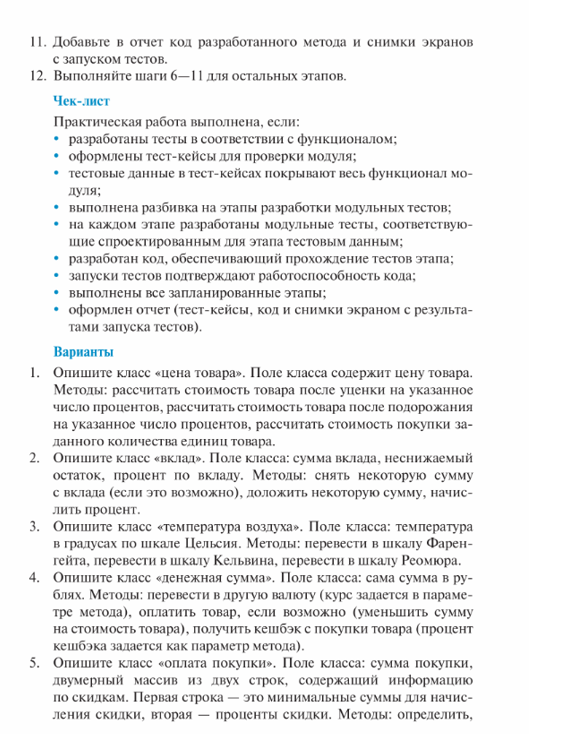 11. Добавьте в отчет код разработанного метода и снимки экранов
с запуском тестов.
12. Выполняйте шаги 6—11 для остальных этапов.
Чек-лист
Практическая работа выполнена, если:
• разработаны тесты в соответствии с функционалом;
• оформлены тест-кейсы для проверки модуля;
• тестовые данные в тест-кейсах покрывают весь функционал мо-
дуля;
• выполнена разбивка на этапы разработки модульных тестов;
• на каждом этапе разработаны модульные тесты, соответствую-
щие спроектированным для этапа тестовым данным;
• разработан код, обеспечивающий прохождение тестов этапа;
• запуски тестов подтверждают работоспособность кода;
• выполнены все запланированные этапы;
• оформлен отчет (тест-кейсы, код и снимки экраном с результа-
тами запуска тестов).
Варианты
1. Опишите класс «цена товара». Поле класса содержит цену товара.
Методы: рассчитать стоимость товара после уценки на указанное
число процентов, рассчитать стоимость товара после подорожания
на указанное число процентов, рассчитать стоимость покупки за-
данного количества единиц товара.
2. Опишите класс «вклад». Поле класса: сумма вклада, неснижаемый
остаток, процент по вкладу. Методы: снять некоторую сумму
с вклада (если это возможно), доложить некоторую сумму, начис-
лить процент.
3. Опишите класс «температура воздуха». Поле класса: температура
в градусах по шкале Цельсия. Методы: перевести в шкалу Фарен-
гейта, перевести в шкалу Кельвина, перевести в шкалу Реомюра.
4. Опишите класс «денежная сумма». Поле класса: сама сумма в ру-
блях. Методы: перевести в другую валюту (курс задается в параме-
тре метода), оплатить товар, если возможно (уменьшить сумму
на стоимость товара), получить кешбэк с покупки товара (процент
кешбэка задается как параметр метода).
5. Опишите класс «оплата покупки». Поле класса: сумма покупки,
двумерный массив из двух строк, содержащий информацию
по скидкам. Первая строка — это минимальные суммы для начис-
ления скидки, вторая — проценты скидки. Методы: определить,